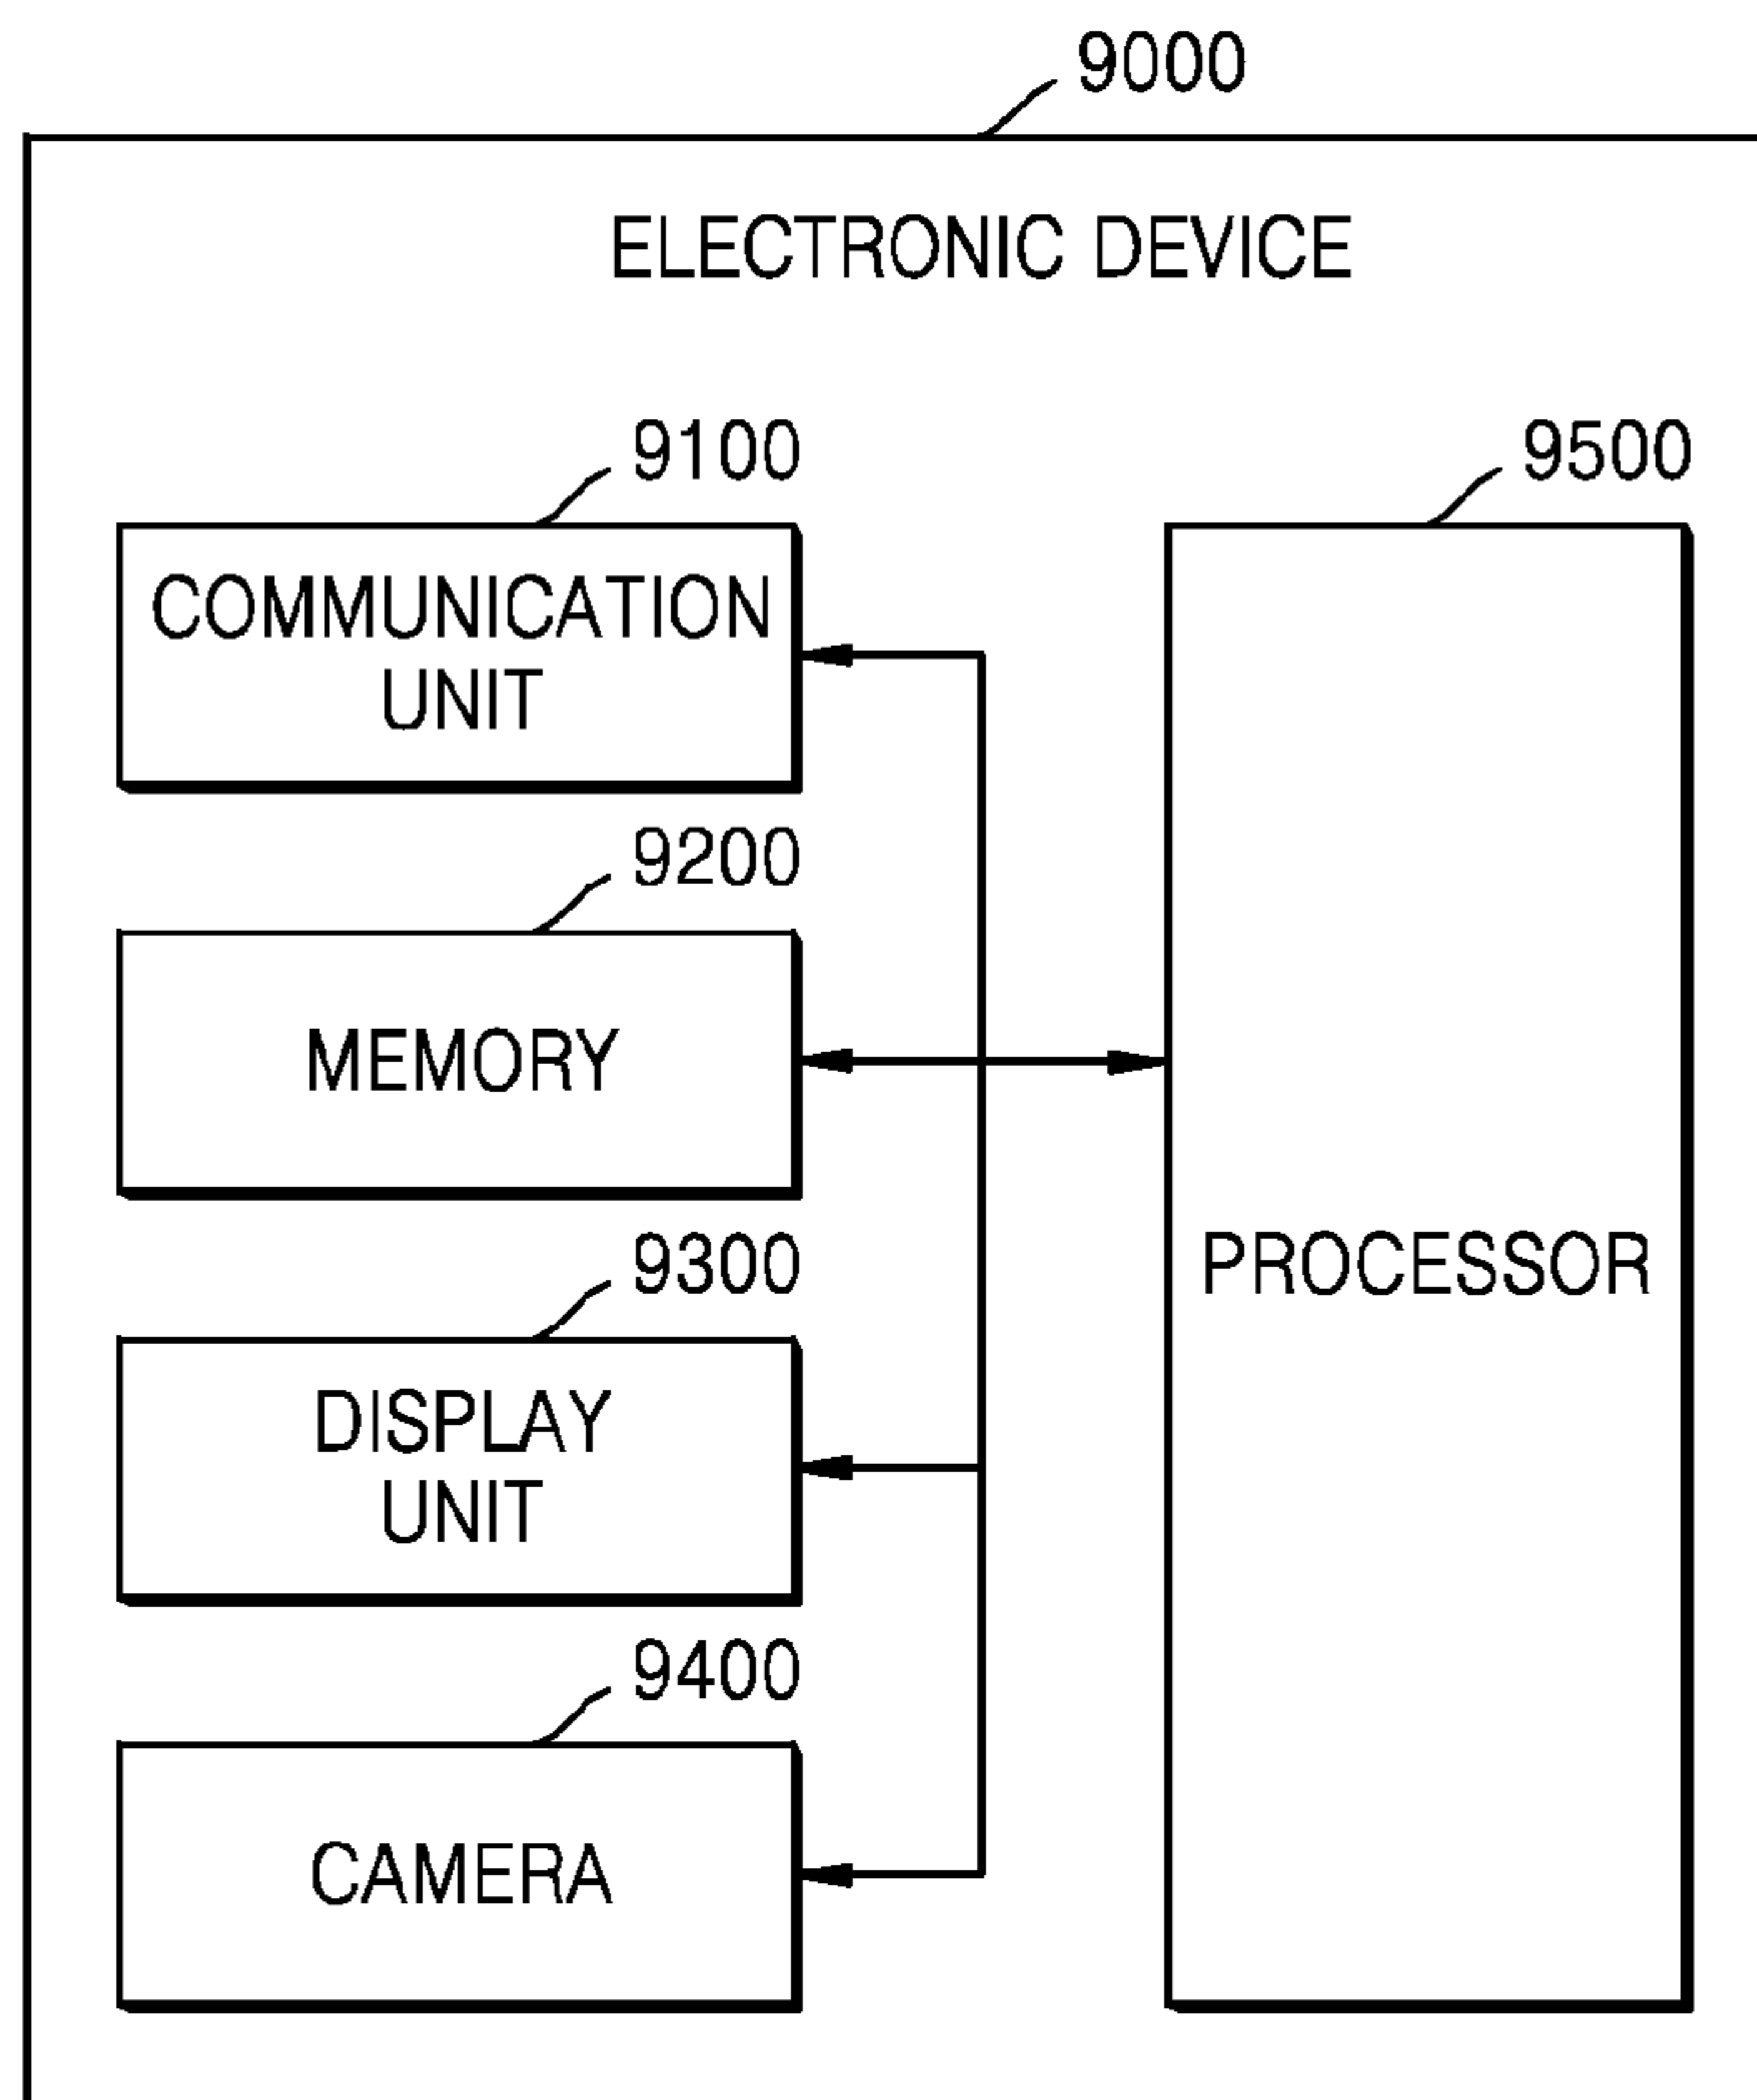 9000
ELECTRONIC DEVICE
9100
9500
COMMUNICATION
UNIT
9200
MEMORY
9300
PROCESSOR
DISPLAY
UNIT
9400
CAMERA